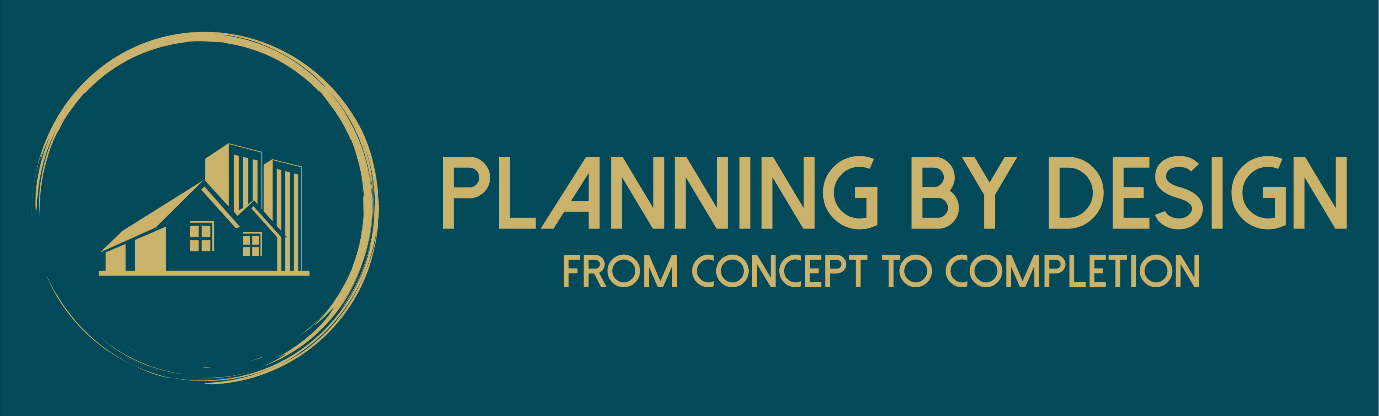 PLANNING BY DESIGN
FROM CONCEPT TO COMPLETION